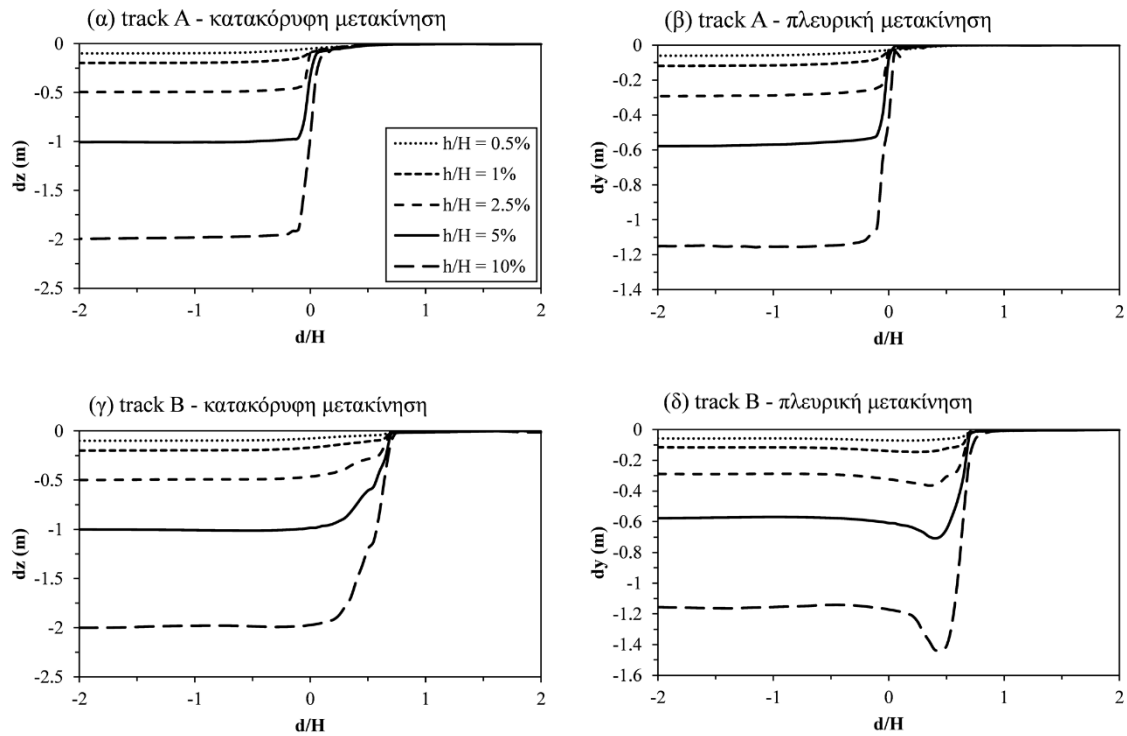 (α) track A - κατακόρυφη μετακίνηση
0
-0.5
-1
-1.5
-2
-2.5
dz (m)
-2 -1 0 1 2
d/H
h/H = 0.5%
h/H = 1%
h/H = 2.5%
h/H = 5%
h/H = 10%
(β) track A - πλευρική μετακίνηση
0
-0.2
-0.4
-0.6
-0.8
-1
-1.2
-1.4
dy (m)
-2 -1 0 1 2
d/H
(γ) track B - κατακόρυφη μετακίνηση
0
-0.5
-1
-1.5
-2
-2.5
dz (m)
-2 -1 0 1 2
d/H
(δ) track B - πλευρική μετακίνηση
0
-0.2
-0.4
-0.6
-0.8
-1
-1.2
-1.4
-1.6
dy (m)
-2 -1 0 1 2
d/H